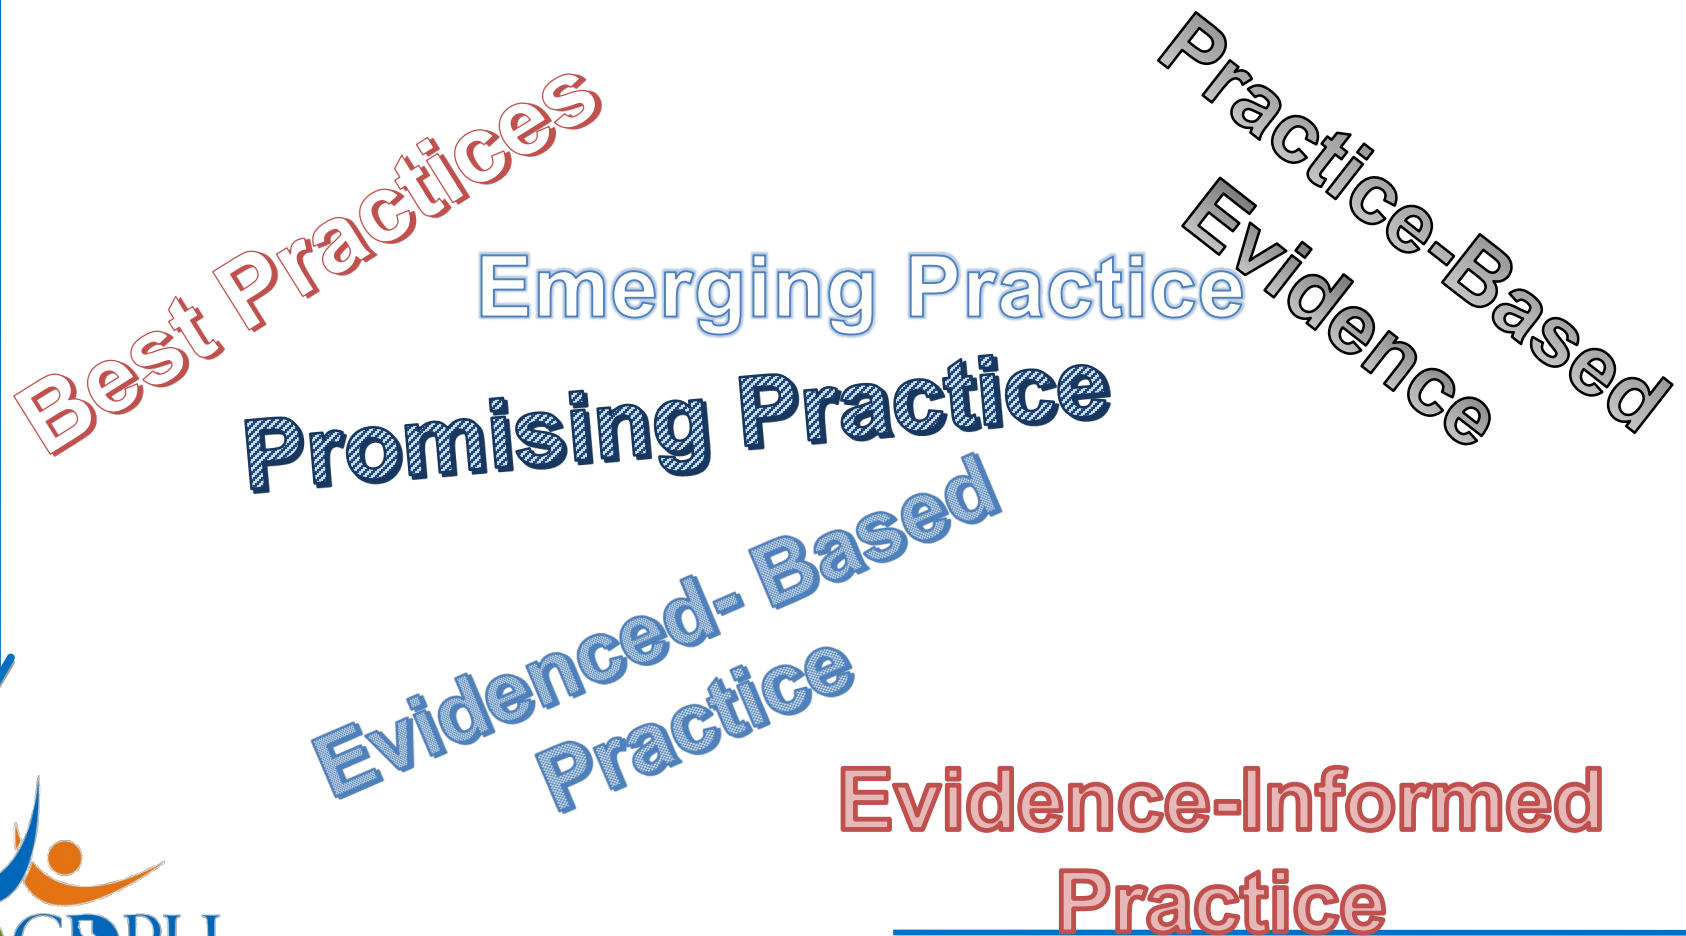 Best Practices
Practice-Based
Evidence
Emerging Practice
Promising Practice
Evidenced- Based
Practice
Evidence-Informed
Practice